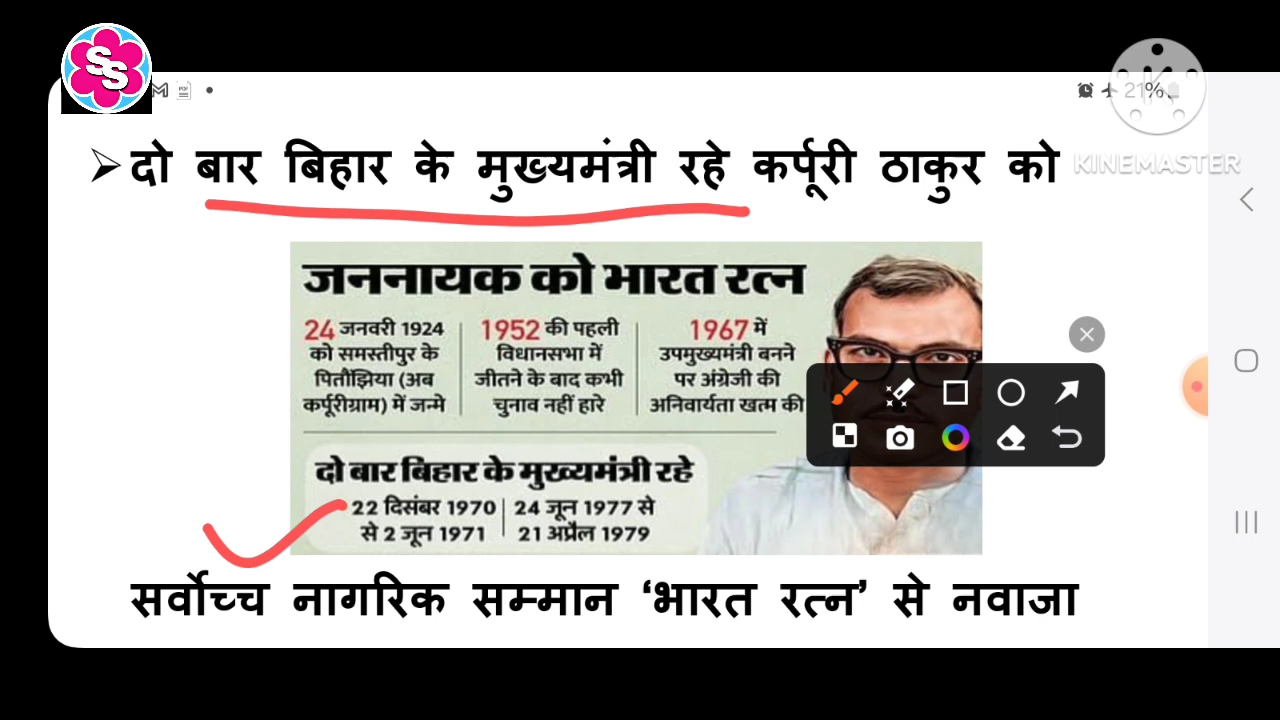 SS
21%
KINEMASTER
➢ दो बार बिहार के मुख्यमंत्री रहे कर्पूरी ठाकुर को
जननायक को भारत रत्न
24 जनवरी 1924
को समस्तीपुर के
पितौंझिया (अब
कर्पूरीग्राम) में जन्मे
1952 की पहली
विधानसभा में
जीतने के बाद कभी
चुनाव नहीं हारे
1967 में
उपमुख्यमंत्री बनने
पर अंग्रेजी की
अनिवार्यता खत्म की
दो बार बिहार के मुख्यमंत्री रहे
22 दिसंबर 1970
से 2 जून 1971
24 जून 1977 से
21 अप्रैल 1979
सर्वोच्च नागरिक सम्मान ‘भारत रत्न’ से नवाजा